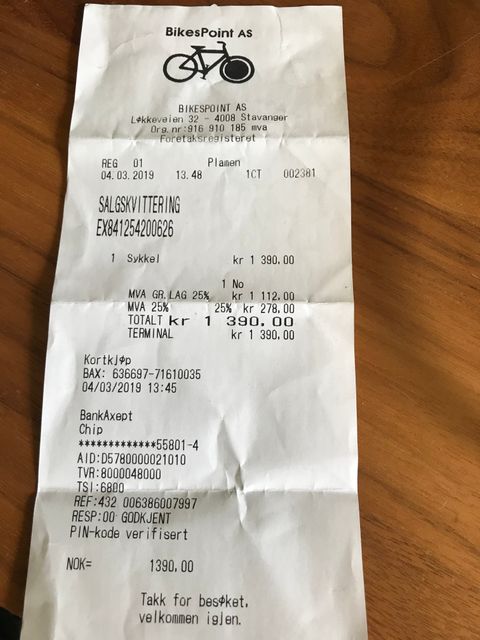 BikesPoint AS
BIKESPOINT AS
Løkkeveien 32 - 4008 Stavanger
Org.nr:916 910 185 mva
Foretaksregisteret
REG 01 Plamen
04.03.2019 13.48 1CT 002381
SALGSKVITTERING
EX841254200626
1 Sykkel kr 1 390,00
1 No
MVA GR.LAG 25% kr 1 112,00
MVA 25% 25% kr 278,00
TOTALT kr 1 390,00
TERMINAL kr 1 390,00
Kortkjøp
BAX: 636697-71610035
04/03/2019 13:45
BankAxept
Chip
*************55801-4
AID:D5780000021010
TVR:8000048000
TSI:6800
REF:432 006386007997
RESP:00 GODKJENT
PIN-kode verifisert
NOK= 1390,00
Takk for besøket,
velkommen igjen.